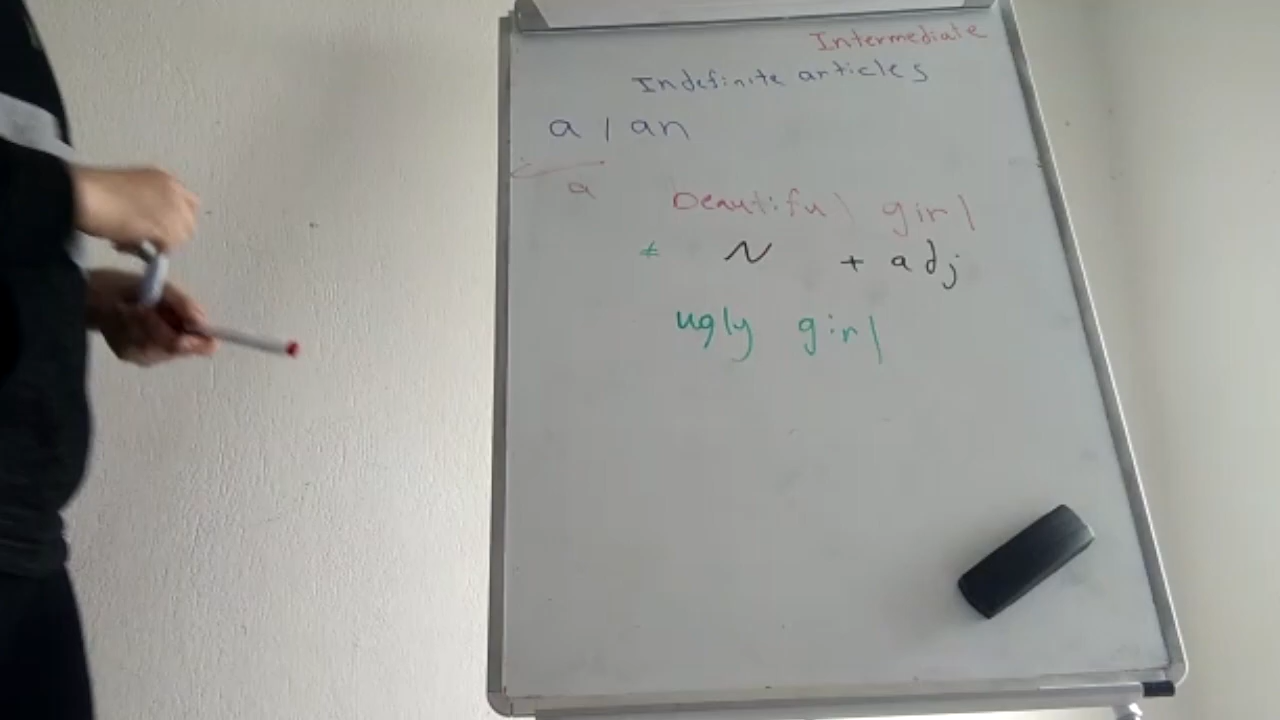 Intermediate
Indefinite articles
a / an
a beautiful girl
* N + adj
ugly girl